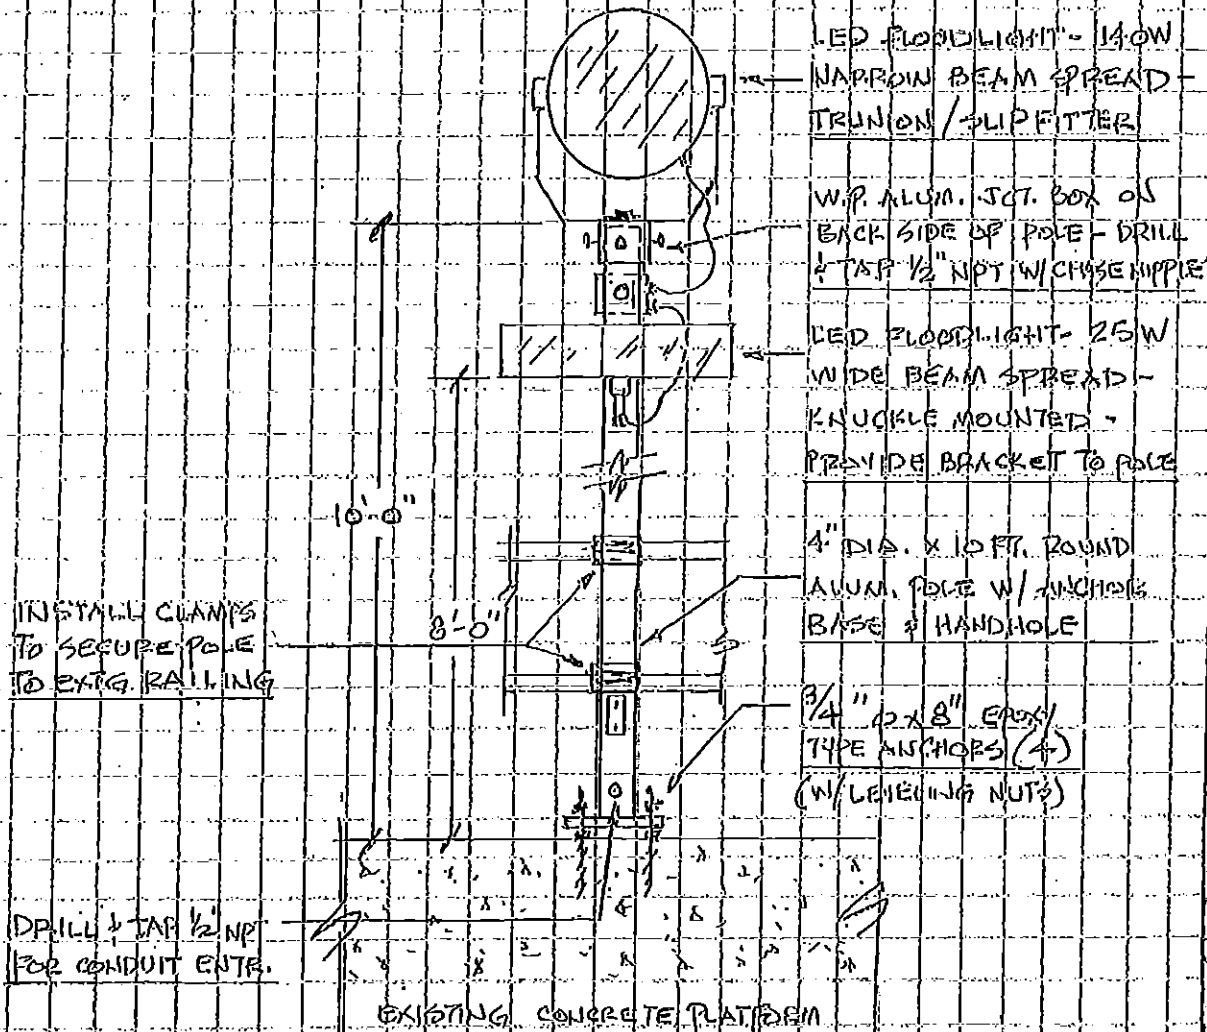 LED FLOODLIGHT - 140W
NARROW BEAM SPREAD -
TRUNION / SLIPFITTER
W.P. ALUM. JCT. BOX ON
BACK SIDE OF POLE - DRILL
& TAP 1/2" NPT W/ CHASE NIPPLE
LED FLOODLIGHT - 25W
WIDE BEAM SPREAD -
KNUCKLE MOUNTED -
PROVIDE BRACKET TO POLE
10'-0"
4" DIA. X 10 FT. ROUND
ALUM. POLE W/ ANCHOR
BASE & HANDHOLE
INSTALL CLAMPS
TO SECURE POLE
TO EXTG. RAILING
8'-0"
3/4" Ø X 8" EPOXY
TYPE ANCHORS (4)
(W/ LEVELING NUTS)
DRILL & TAP 1/2" NP
FOR CONDUIT ENTR.
EXISTING CONCRETE PLATFORM